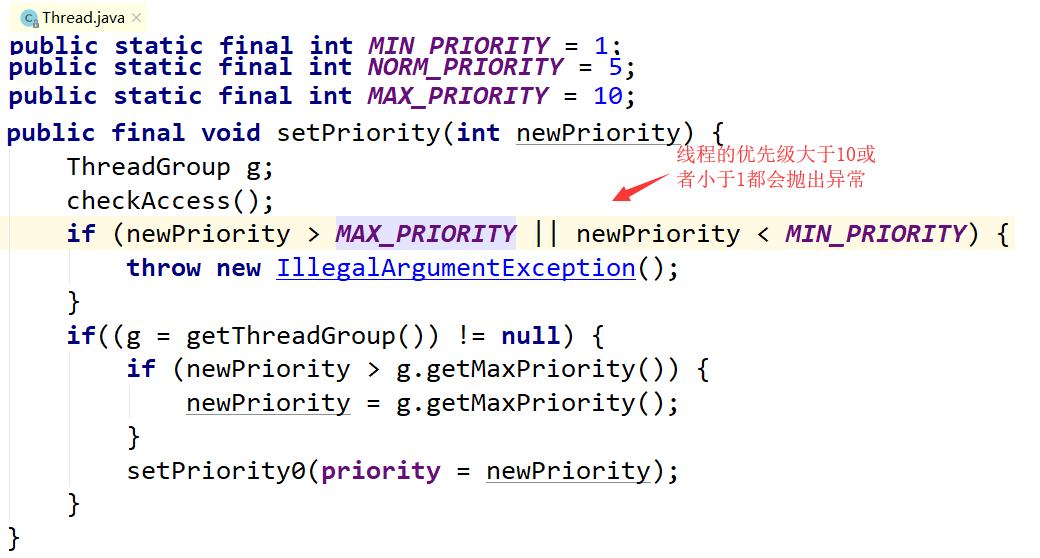 Thread.java
public static final int MIN_PRIORITY = 1;
public static final int NORM_PRIORITY = 5;
public static final int MAX_PRIORITY = 10;
public final void setPriority(int newPriority) {
线程的优先级大于10或
者小于1都会抛出异常
ThreadGroup g;
checkAccess();
if (newPriority > MAX_PRIORITY || newPriority < MIN_PRIORITY) {
throw new IllegalArgumentException();
}
if((g = getThreadGroup()) != null) {
if (newPriority > g.getMaxPriority()) {
newPriority = g.getMaxPriority();
}
setPriority0(priority = newPriority);
}
}